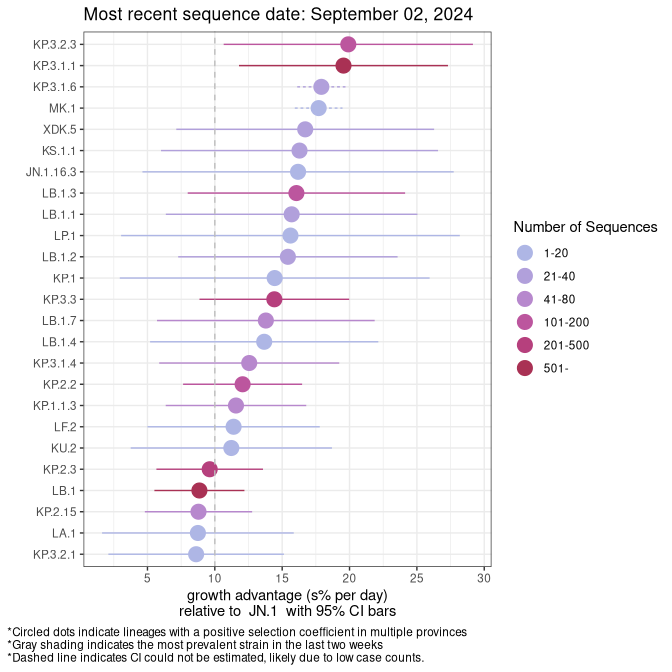 Most recent sequence date: September 02, 2024
KP.3.2.3
KP.3.1.1
KP.3.1.6
MK.1
XDK.5
KS.1.1
JN.1.16.3
LB.1.3
LB.1.1
LP.1
LB.1.2
KP.1
KP.3.3
LB.1.7
LB.1.4
KP.3.1.4
KP.2.2
KP.1.1.3
LF.2
KU.2
KP.2.3
LB.1
KP.2.15
LA.1
KP.3.2.1
5 10 15 20 25 30
growth advantage (s% per day)
relative to JN.1 with 95% CI bars
Number of Sequences
1-20
21-40
41-80
101-200
201-500
501-
*Circled dots indicate lineages with a positive selection coefficient in multiple provinces
*Gray shading indicates the most prevalent strain in the last two weeks
*Dashed line indicates CI could not be estimated, likely due to low case counts.